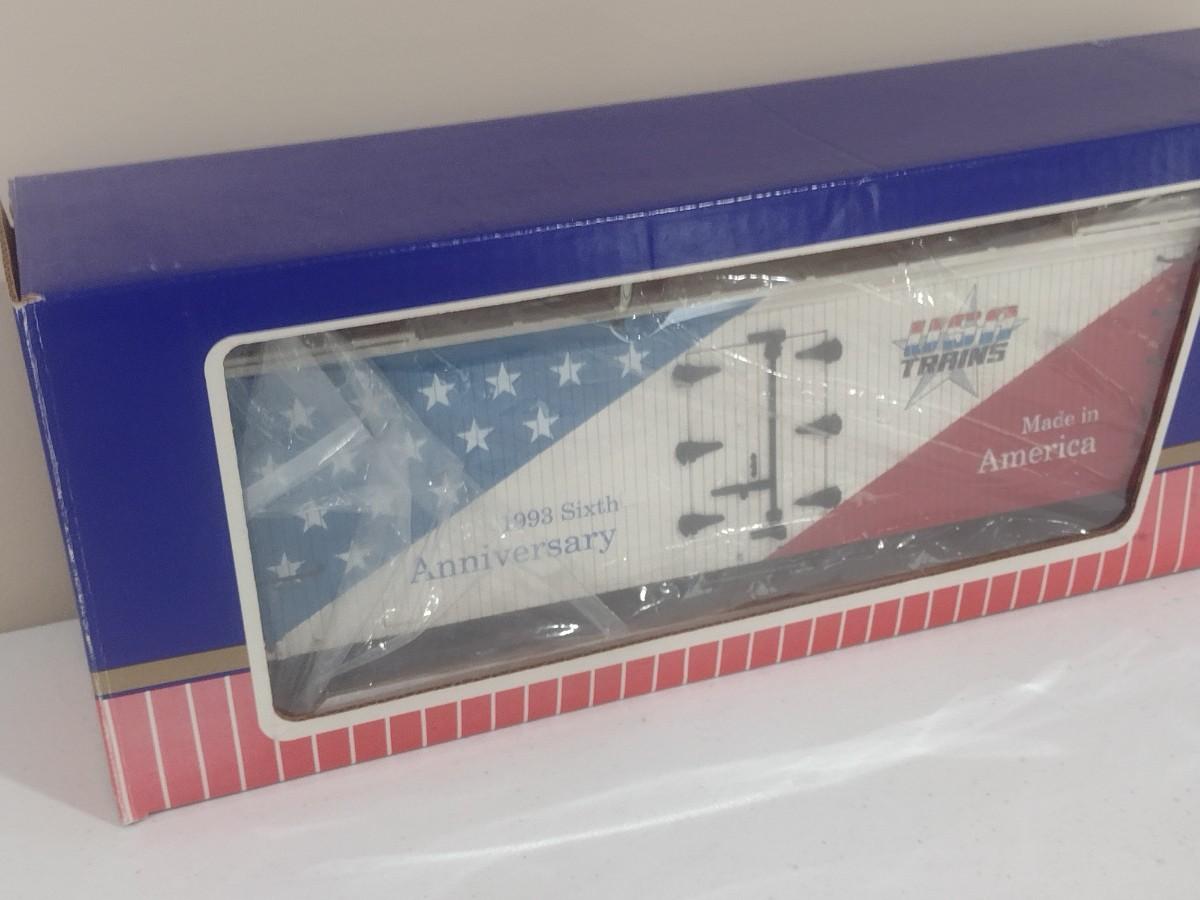 1993 Sixth
Anniversary
USA
TRAINS
Made in
America